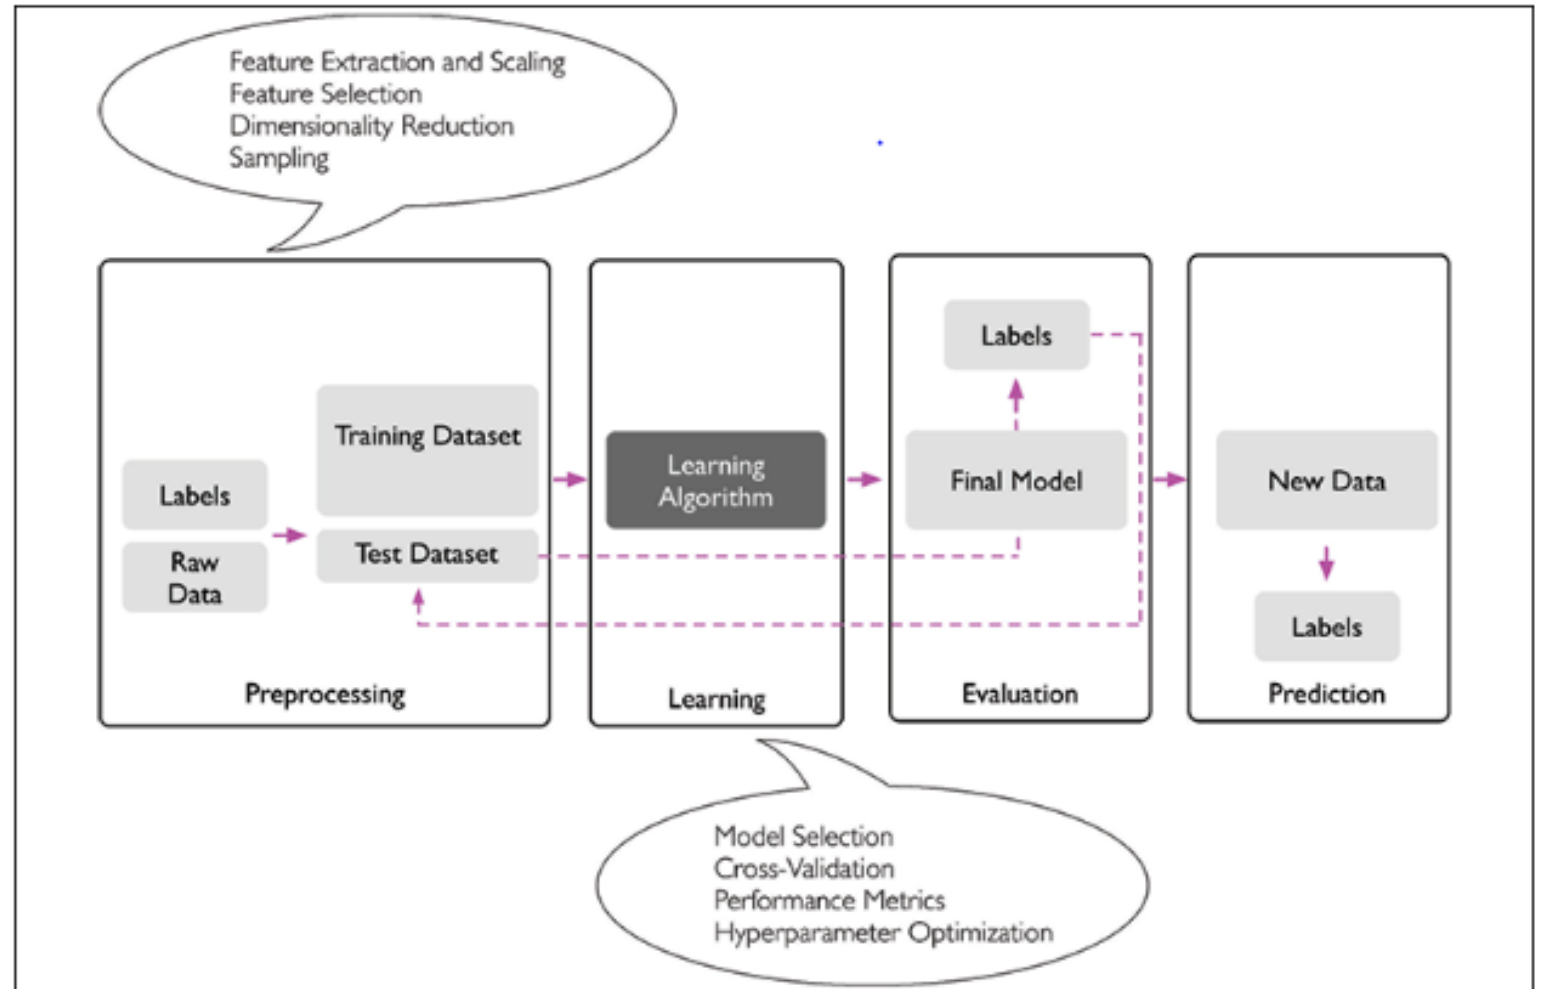 Feature Extraction and Scaling
Feature Selection
Dimensionality Reduction
Sampling
Labels
Raw
Data
Training Dataset
Test Dataset
Preprocessing
Learning
Algorithm
Learning
Labels
Final Model
Evaluation
New Data
Labels
Prediction
Model Selection
Cross-Validation
Performance Metrics
Hyperparameter Optimization